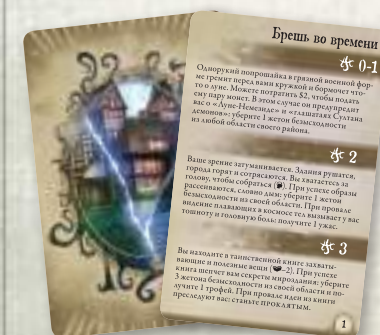 Брешь во времени
0-1
Однорукий попрошайка в грязной военной фор-
ме гремит перед вами кружкой и бормочет что-
то о луне. Можете потратить $2, чтобы подать
ему пару монет. В этом случае он предупредит
вас о «Луне-Немезиде» и «глашатаях Султана
демонов»: уберите 1 жетон безысходности
из любой области своего района.
2
Ваше зрение затуманивается. Здания рушатся,
города горят и сотрясаются. Вы хватаетесь за
голову, чтобы собраться ( ). При успехе образы
рассеиваются, словно дым: уберите 1 жетон
безысходности из своей области. При провале
видение плавающих в космосе тел вызывает у вас
тошноту и головную боль: получите 1 ужас.
3
Вы находите в таинственной книге захваты-
вающие и полезные вещи ( -2). При успехе
книга шепчет вам секреты мироздания: уберите
3 жетона безысходности из своей области и по-
лучите 1 трофей. При провале идеи из книги
преследуют вас: станьте ПРОКЛЯТЫМ.
1